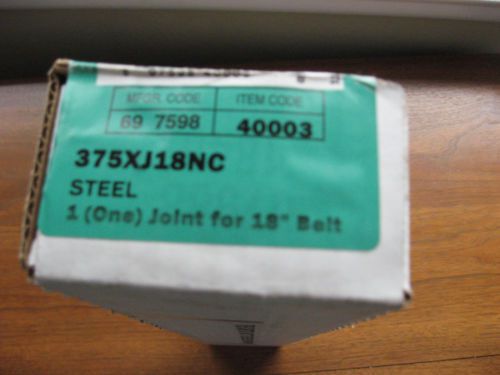 MFGR. CODE ITEM CODE
69 7598 40003
375XJ18NC
STEEL
1 (One) Joint for 18" Belt